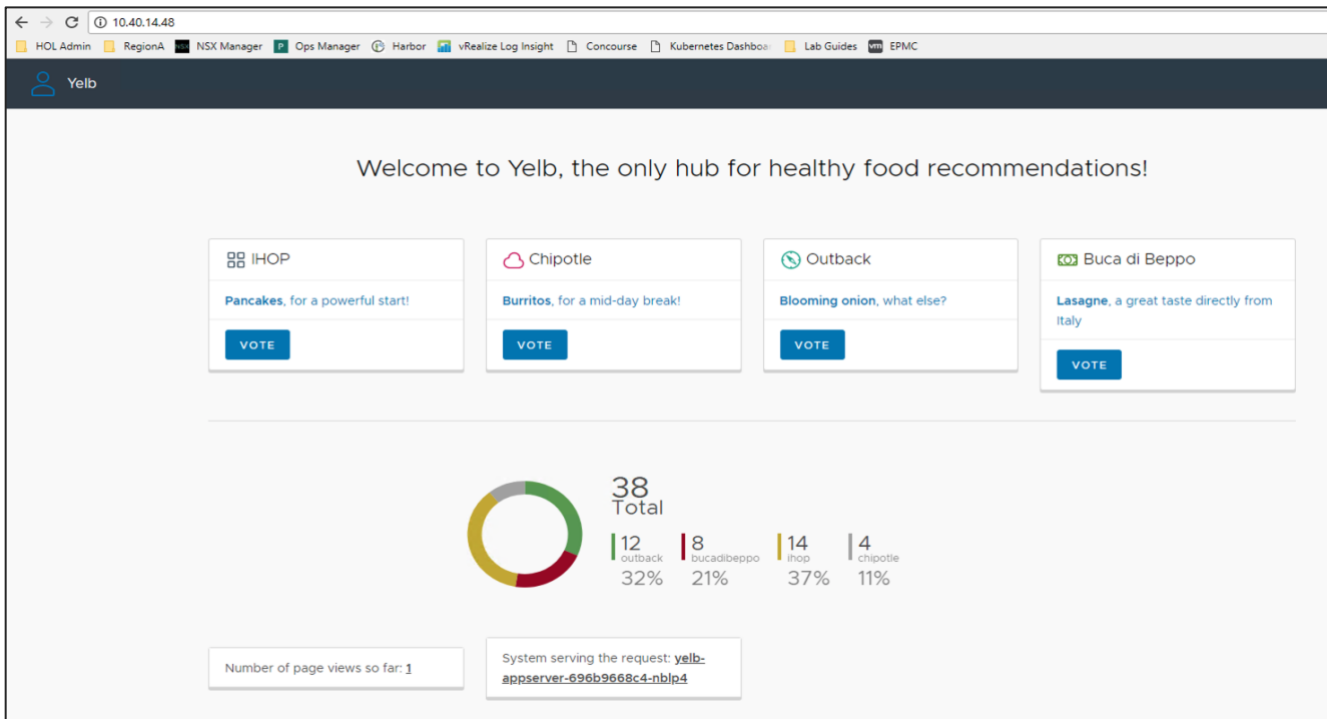 10.40.14.48
HOL Admin RegionA NSX Manager Ops Manager Harbor vRealize Log Insight Concourse Kubernetes Dashboa Lab Guides vm EPMC
Yelb
Welcome to Yelb, the only hub for healthy food recommendations!
IHOP
Pancakes, for a powerful start!
VOTE
Chipotle
Burritos, for a mid-day break!
VOTE
Outback
Blooming onion, what else?
VOTE
Buca di Beppo
Lasagne, a great taste directly from
Italy
VOTE
38
Total
12
outback
32%
8
bucadibeppo
21%
14
ihop
37%
4
chipotle
11%
Number of page views so far: 1
System serving the request: yelb-
appserver-696b9668c4-nblp4